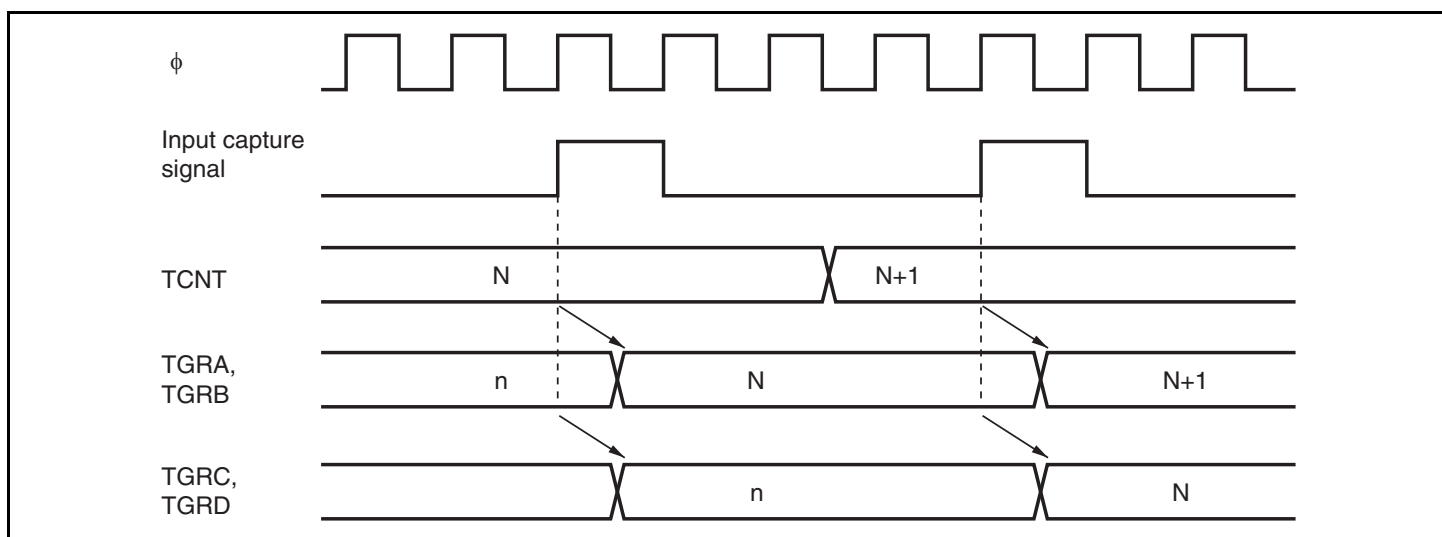 ϕ
Input capture
signal
TCNT
N
N+1
TGRA,
TGRB
n
N
N+1
TGRC,
TGRD
n
N